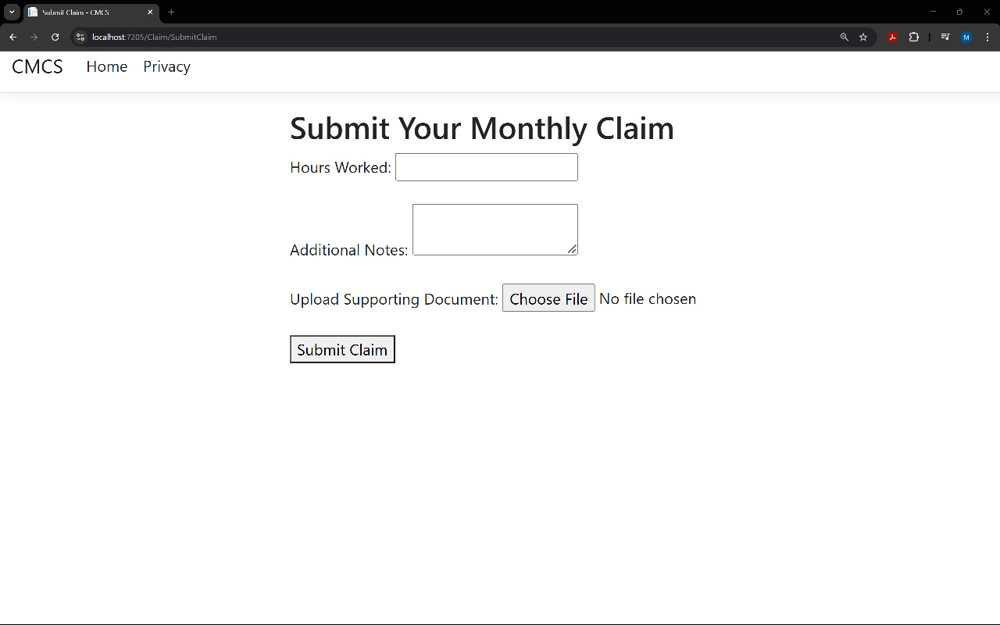 Submit Claim - CMCS
localhost:7205/Claim/SubmitClaim
M
CMCS Home Privacy
Submit Your Monthly Claim
Hours Worked:
Additional Notes:
Upload Supporting Document: Choose File No file chosen
Submit Claim